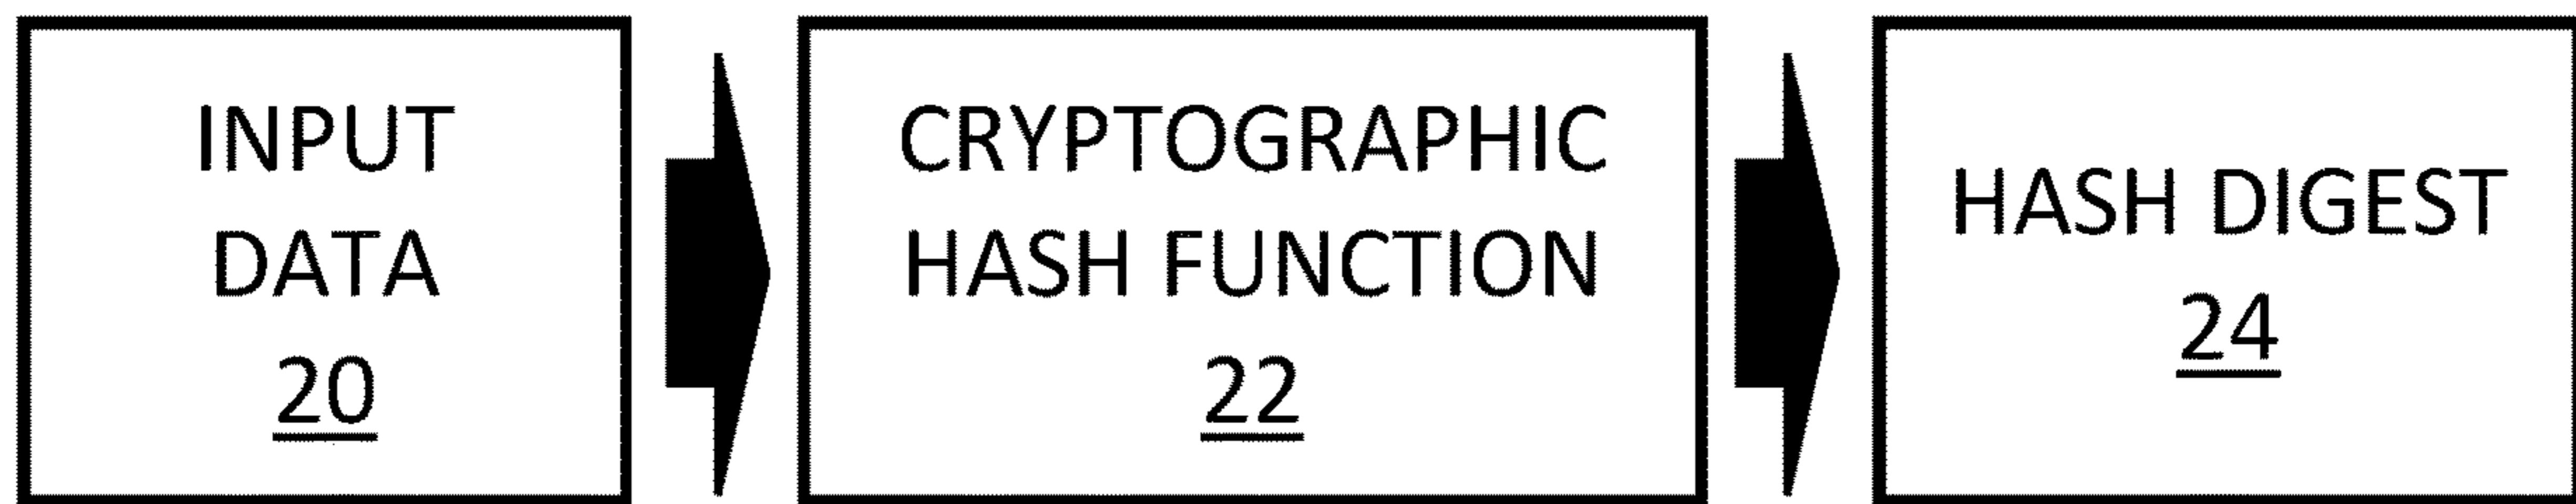 INPUT
DATA
20
CRYPTOGRAPHIC
HASH FUNCTION
22
HASH DIGEST
24